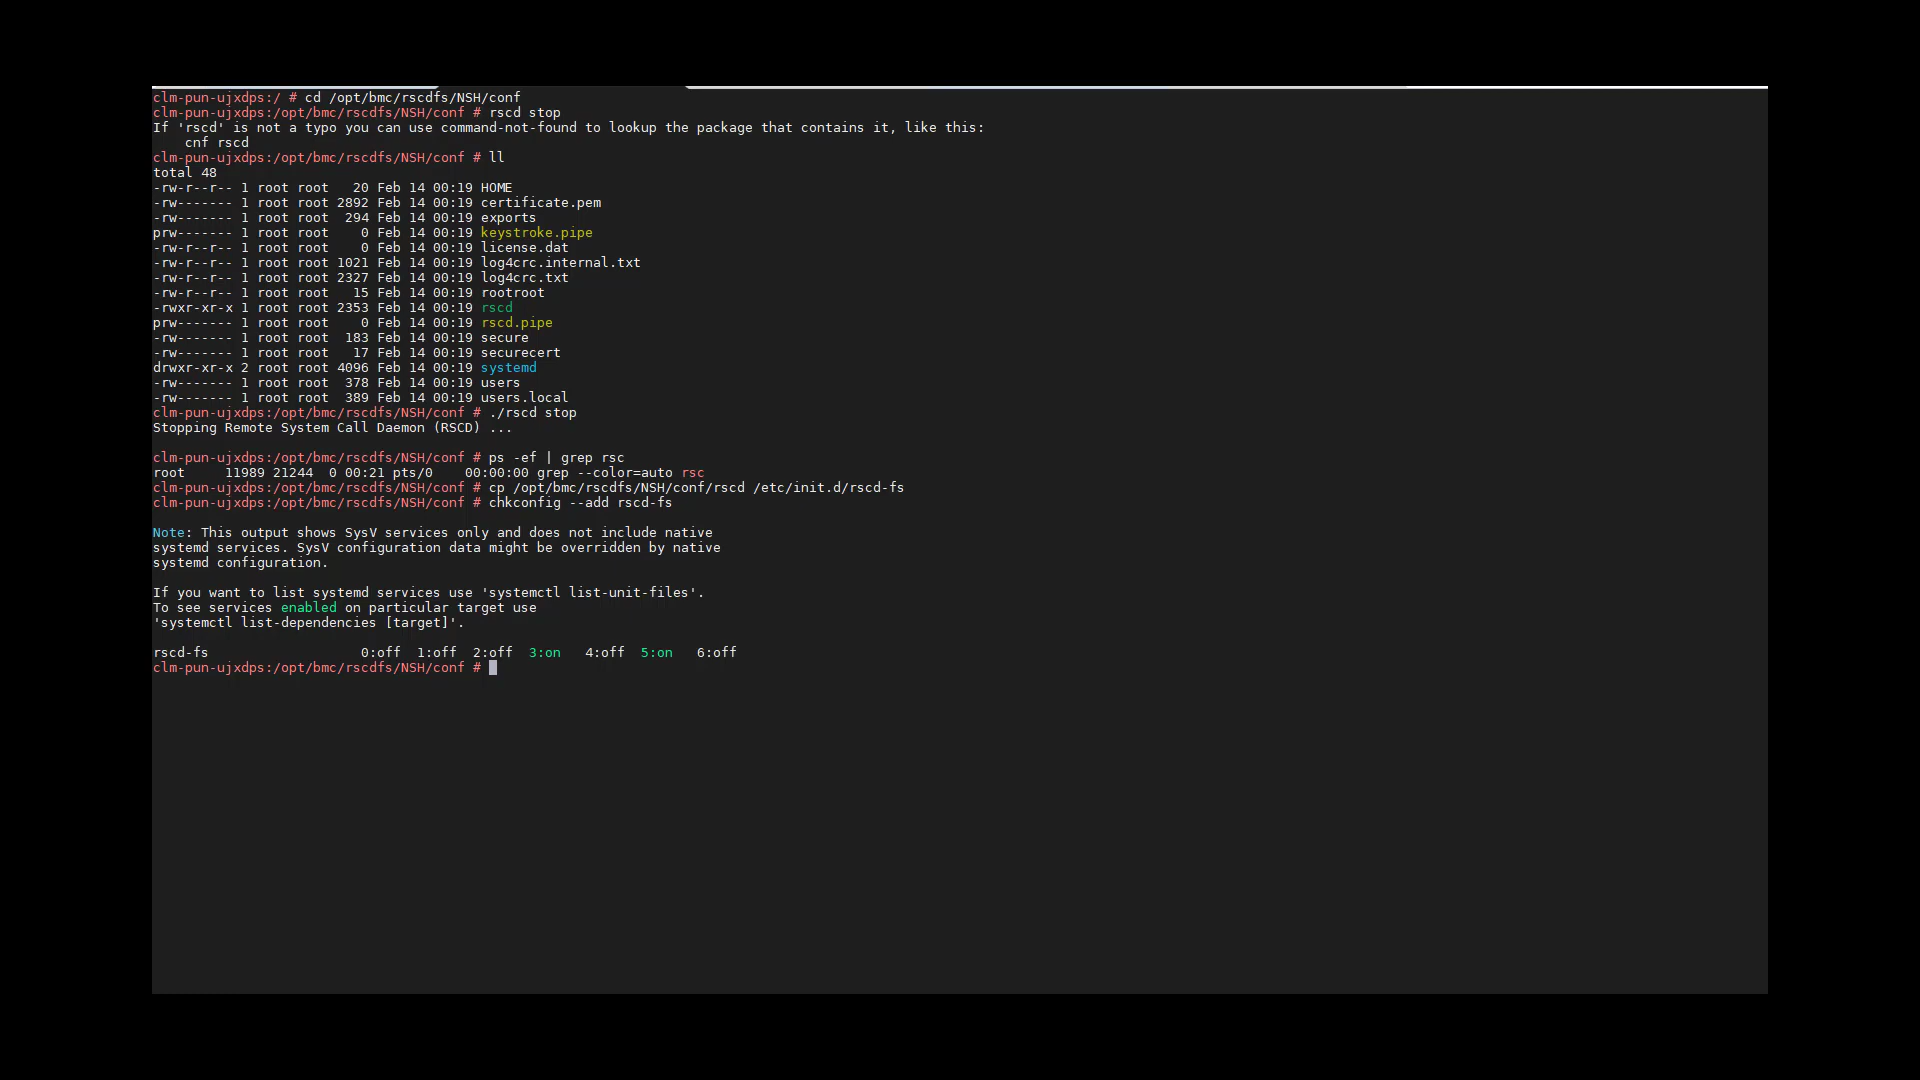 clm-pun-ujxdps:/ # cd /opt/bmc/rscdfs/NSH/conf
clm-pun-ujxdps:/opt/bmc/rscdfs/NSH/conf # rscd stop
If 'rscd' is not a typo you can use command-not-found to lookup the package that contains it, like this:
    cnf rscd
clm-pun-ujxdps:/opt/bmc/rscdfs/NSH/conf # ll
total 48
-rw-r--r-- 1 root root   20 Feb 14 00:19 HOME
-rw------- 1 root root 2892 Feb 14 00:19 certificate.pem
-rw------- 1 root root  294 Feb 14 00:19 exports
prw------- 1 root root    0 Feb 14 00:19 keystroke.pipe
-rw-r--r-- 1 root root    0 Feb 14 00:19 license.dat
-rw-r--r-- 1 root root 1021 Feb 14 00:19 log4crc.internal.txt
-rw-r--r-- 1 root root 2327 Feb 14 00:19 log4crc.txt
-rw-r--r-- 1 root root   15 Feb 14 00:19 rootroot
-rwxr-xr-x 1 root root 2353 Feb 14 00:19 rscd
prw------- 1 root root    0 Feb 14 00:19 rscd.pipe
-rw------- 1 root root  183 Feb 14 00:19 secure
-rw------- 1 root root   17 Feb 14 00:19 securecert
drwxr-xr-x 2 root root 4096 Feb 14 00:19 systemd
-rw------- 1 root root  378 Feb 14 00:19 users
-rw------- 1 root root  389 Feb 14 00:19 users.local
clm-pun-ujxdps:/opt/bmc/rscdfs/NSH/conf # ./rscd stop
Stopping Remote System Call Daemon (RSCD) ...
clm-pun-ujxdps:/opt/bmc/rscdfs/NSH/conf # ps -ef | grep rsc
root     11989 21244  0 00:21 pts/0    00:00:00 grep --color=auto rsc
clm-pun-ujxdps:/opt/bmc/rscdfs/NSH/conf # cp /opt/bmc/rscdfs/NSH/conf/rscd /etc/init.d/rscd-fs
clm-pun-ujxdps:/opt/bmc/rscdfs/NSH/conf # chkconfig --add rscd-fs
Note: This output shows SysV services only and does not include native
systemd services. SysV configuration data might be overridden by native
systemd configuration.
If you want to list systemd services use 'systemctl list-unit-files'.
To see services enabled on particular target use
'systemctl list-dependencies [target]'.
rscd-fs                   0:off  1:off  2:off  3:on   4:off  5:on   6:off
clm-pun-ujxdps:/opt/bmc/rscdfs/NSH/conf #